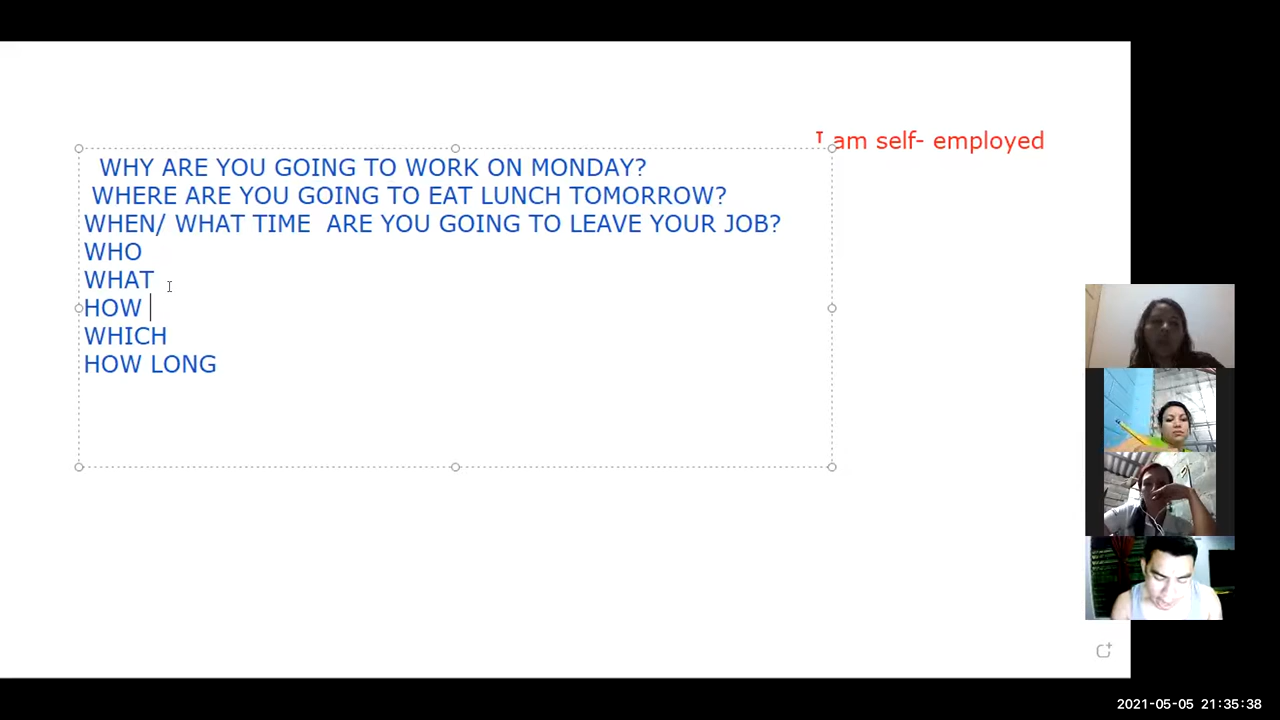 I am self- employed
WHY ARE YOU GOING TO WORK ON MONDAY?
WHERE ARE YOU GOING TO EAT LUNCH TOMORROW?
WHEN/ WHAT TIME  ARE YOU GOING TO LEAVE YOUR JOB?
WHO
WHAT
HOW
WHICH
HOW LONG
2021-05-05 21:35:38